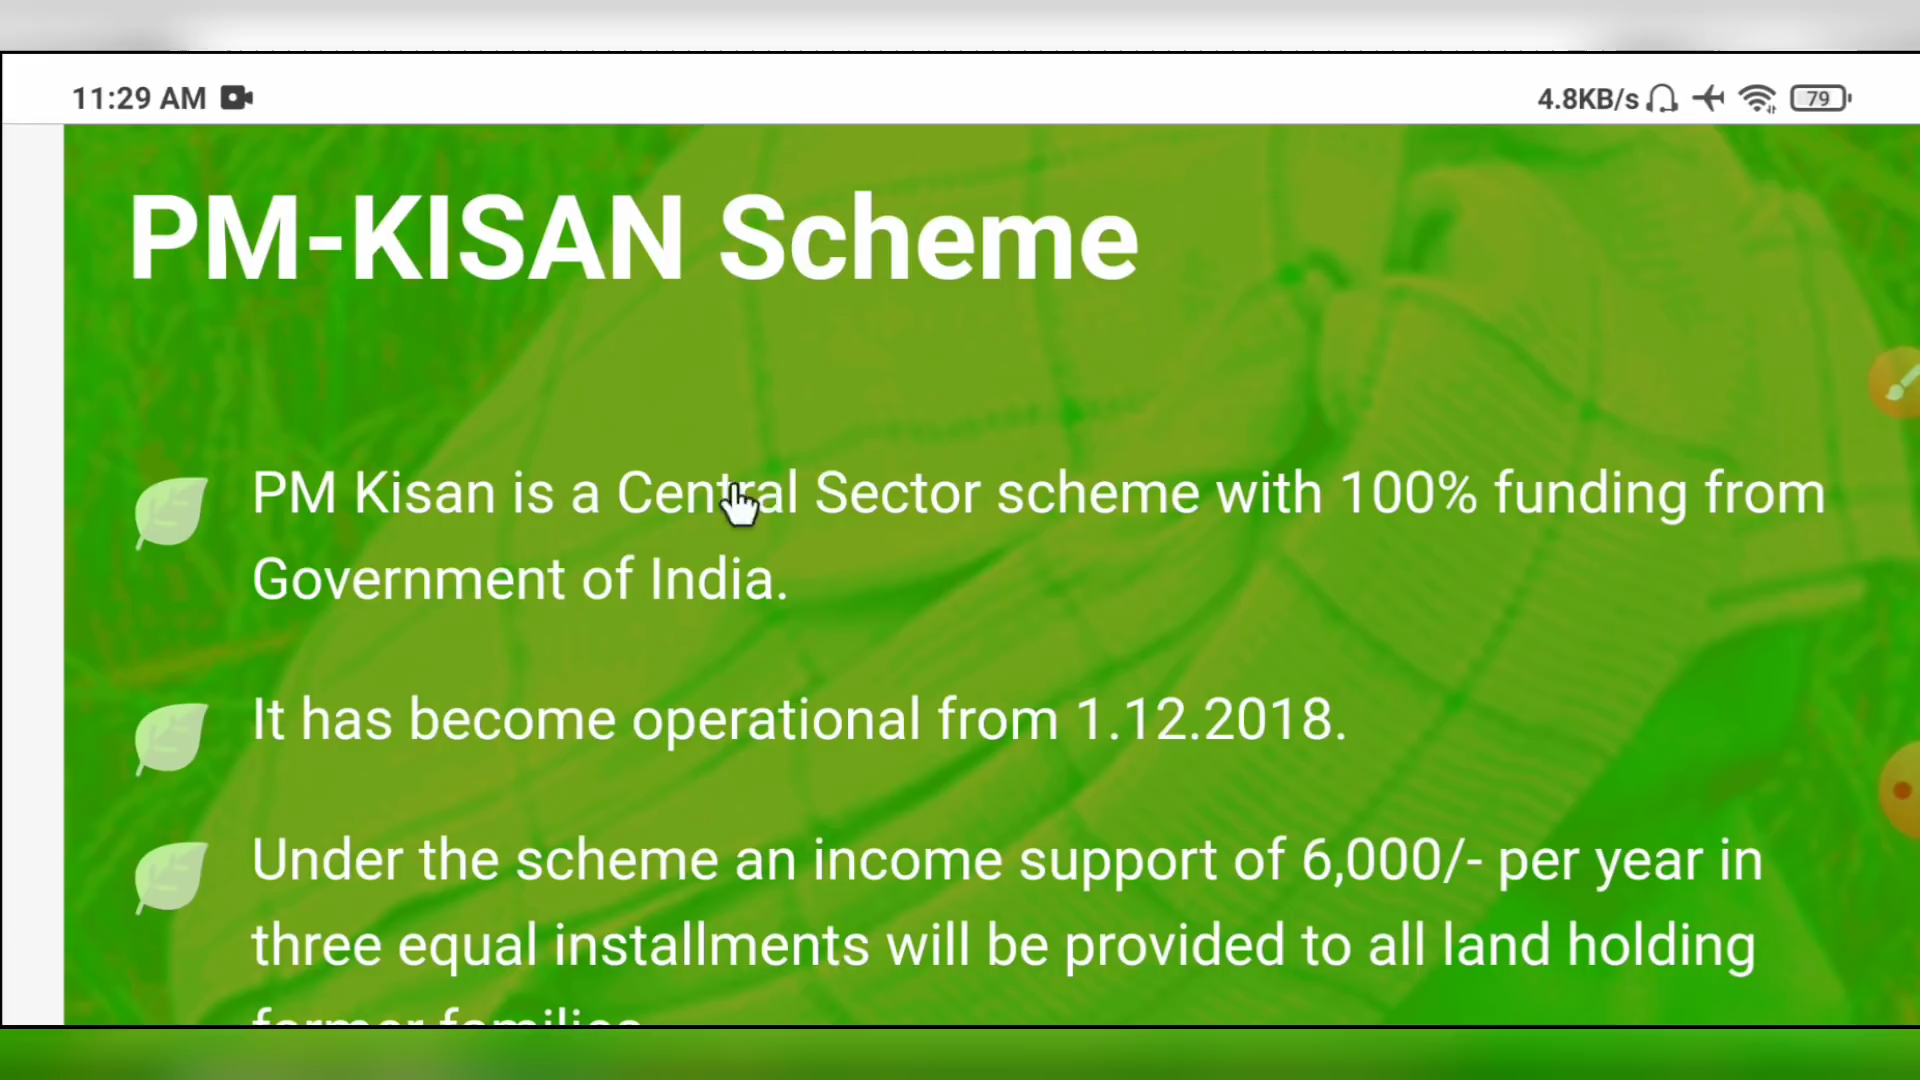 11:29 AM
4.8KB/s
79
PM-KISAN Scheme
PM Kisan is a Central Sector scheme with 100% funding from
Government of India.
It has become operational from 1.12.2018.
Under the scheme an income support of 6,000/- per year in
three equal installments will be provided to all land holding
farmer families